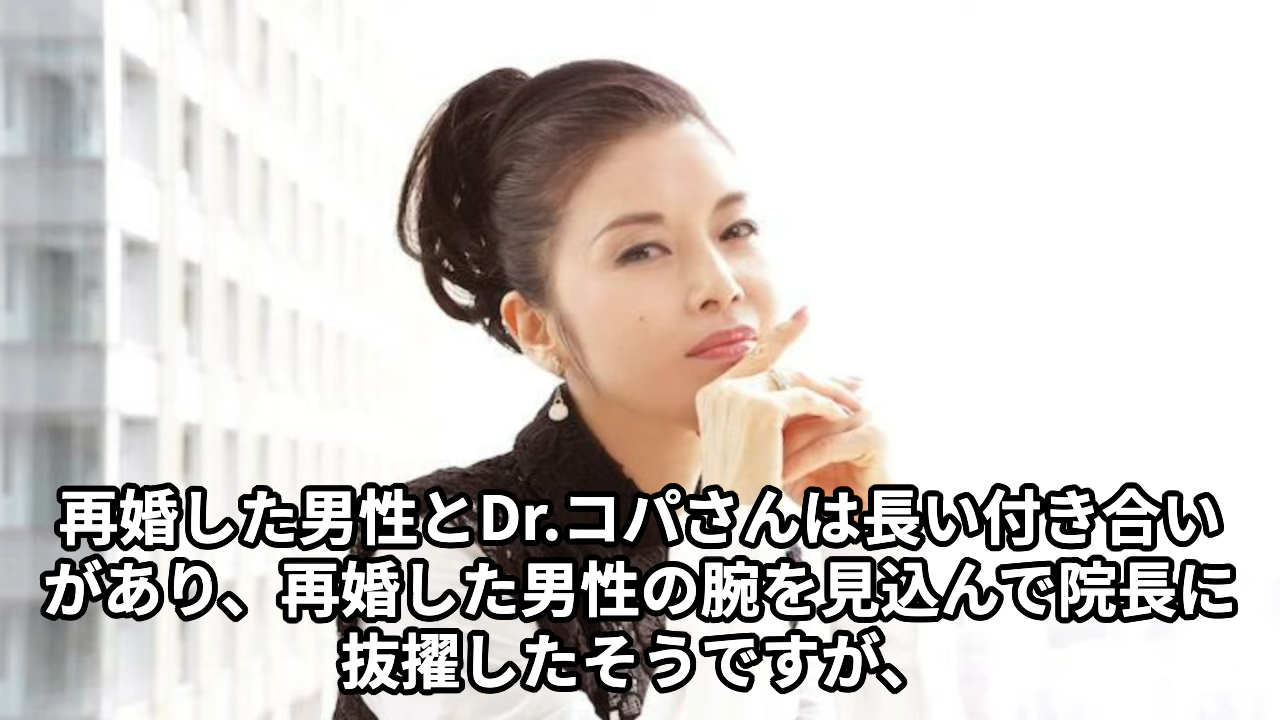 再婚した男性とDr.コパさんは長い付き合い
があり、再婚した男性の腕を見込んで院長に
抜擢したそうですが、